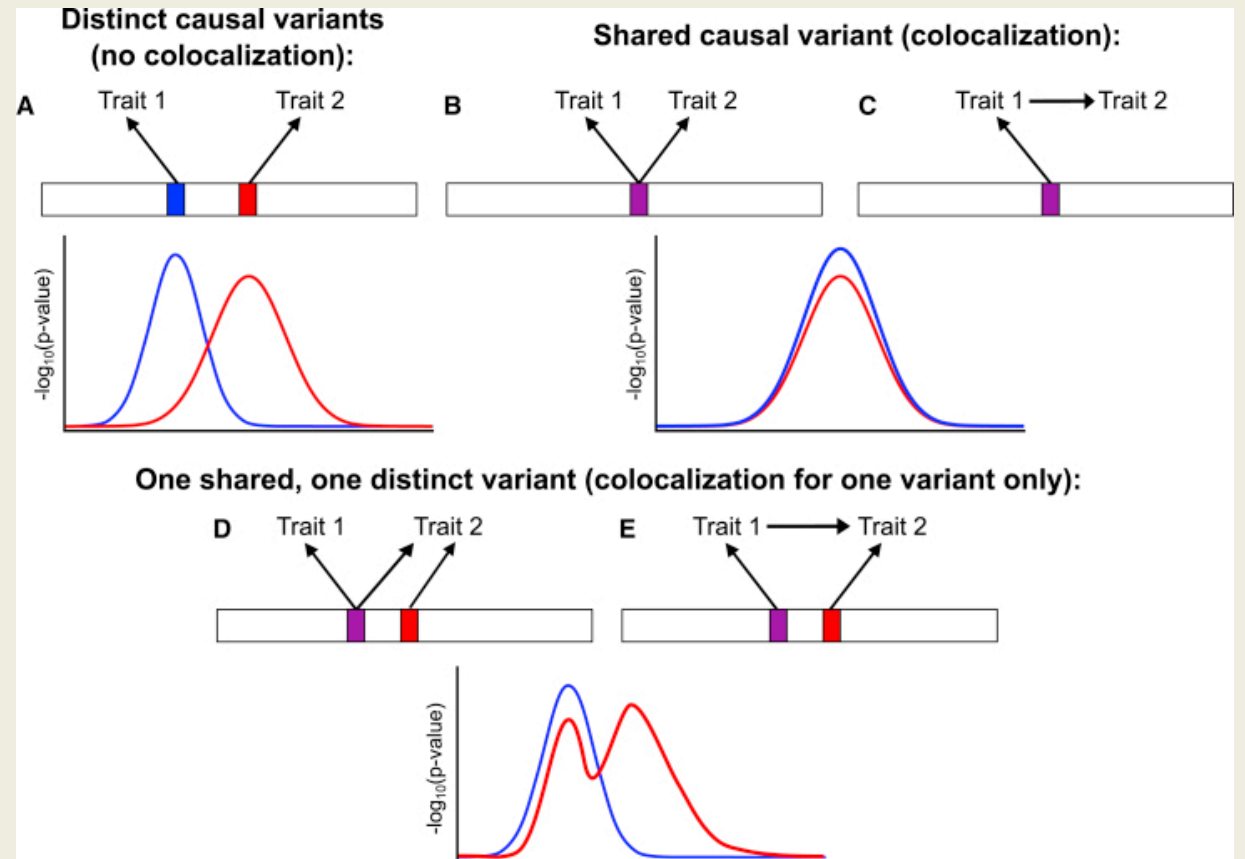 Distinct causal variants
(no colocalization):
Shared causal variant (colocalization):
A Trait 1 Trait 2
B Trait 1 Trait 2
C Trait 1 Trait 2
-log10(p-value)
-log10(p-value)
One shared, one distinct variant (colocalization for one variant only):
D Trait 1 Trait 2
E Trait 1 Trait 2
-log10(p-value)